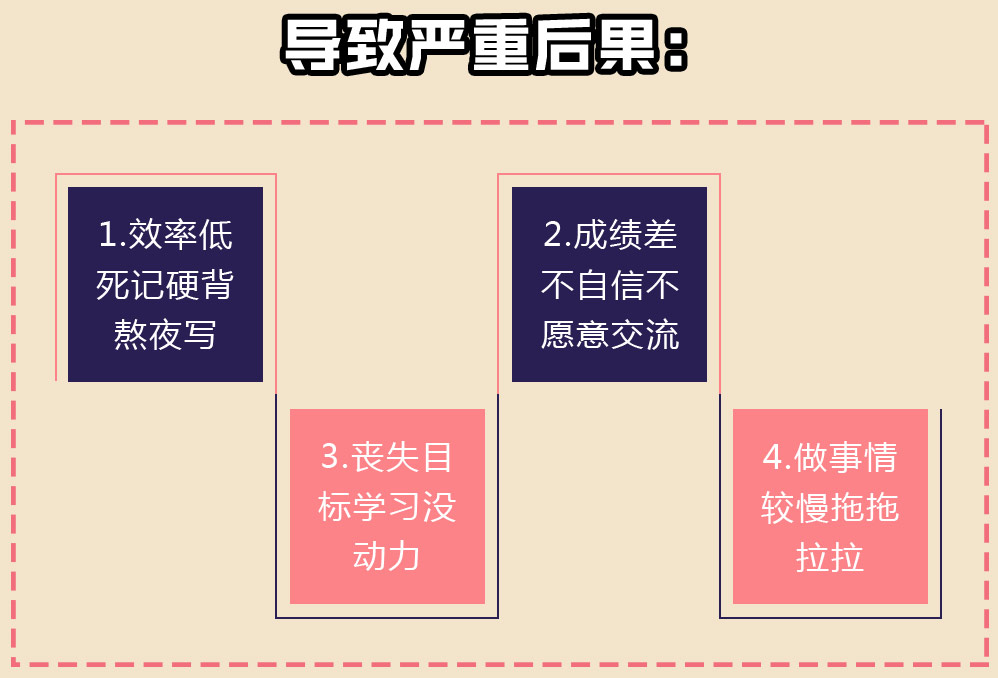 导致严重后果：
1.效率低
死记硬背
熬夜写
2.成绩差
不自信不
愿意交流
3.丧失目
标学习没
动力
4.做事情
较慢拖拖
拉拉